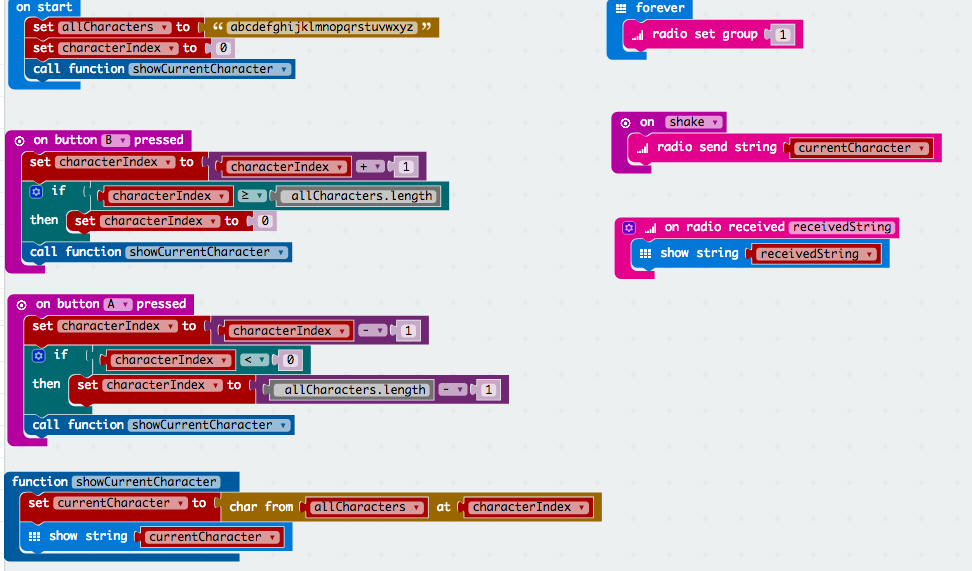 on start
set allCharacters to “ abcdefghijklmnopqrstuvwxyz ”
set characterIndex to 0
call function showCurrentCharacter
on button B pressed
set characterIndex to characterIndex + 1
if characterIndex ≥ allCharacters.length
then set characterIndex to 0
call function showCurrentCharacter
on button A pressed
set characterIndex to characterIndex - 1
if characterIndex < 0
then set characterIndex to allCharacters.length - 1
call function showCurrentCharacter
function showCurrentCharacter
set currentCharacter to char from allCharacters at characterIndex
show string currentCharacter
forever
radio set group 1
on shake
radio send string currentCharacter
on radio received receivedString
show string receivedString